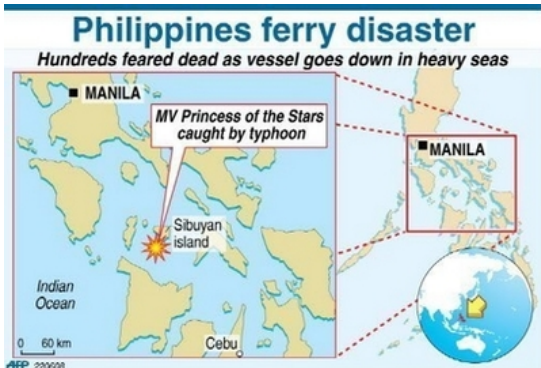 Philippines ferry disaster
Hundreds feared dead as vessel goes down in heavy seas
MANILA
MV Princess of the Stars
caught by typhoon
MANILA
Sibuyan
island
Indian
Ocean
0 60 km
Cebu
AFP 220608